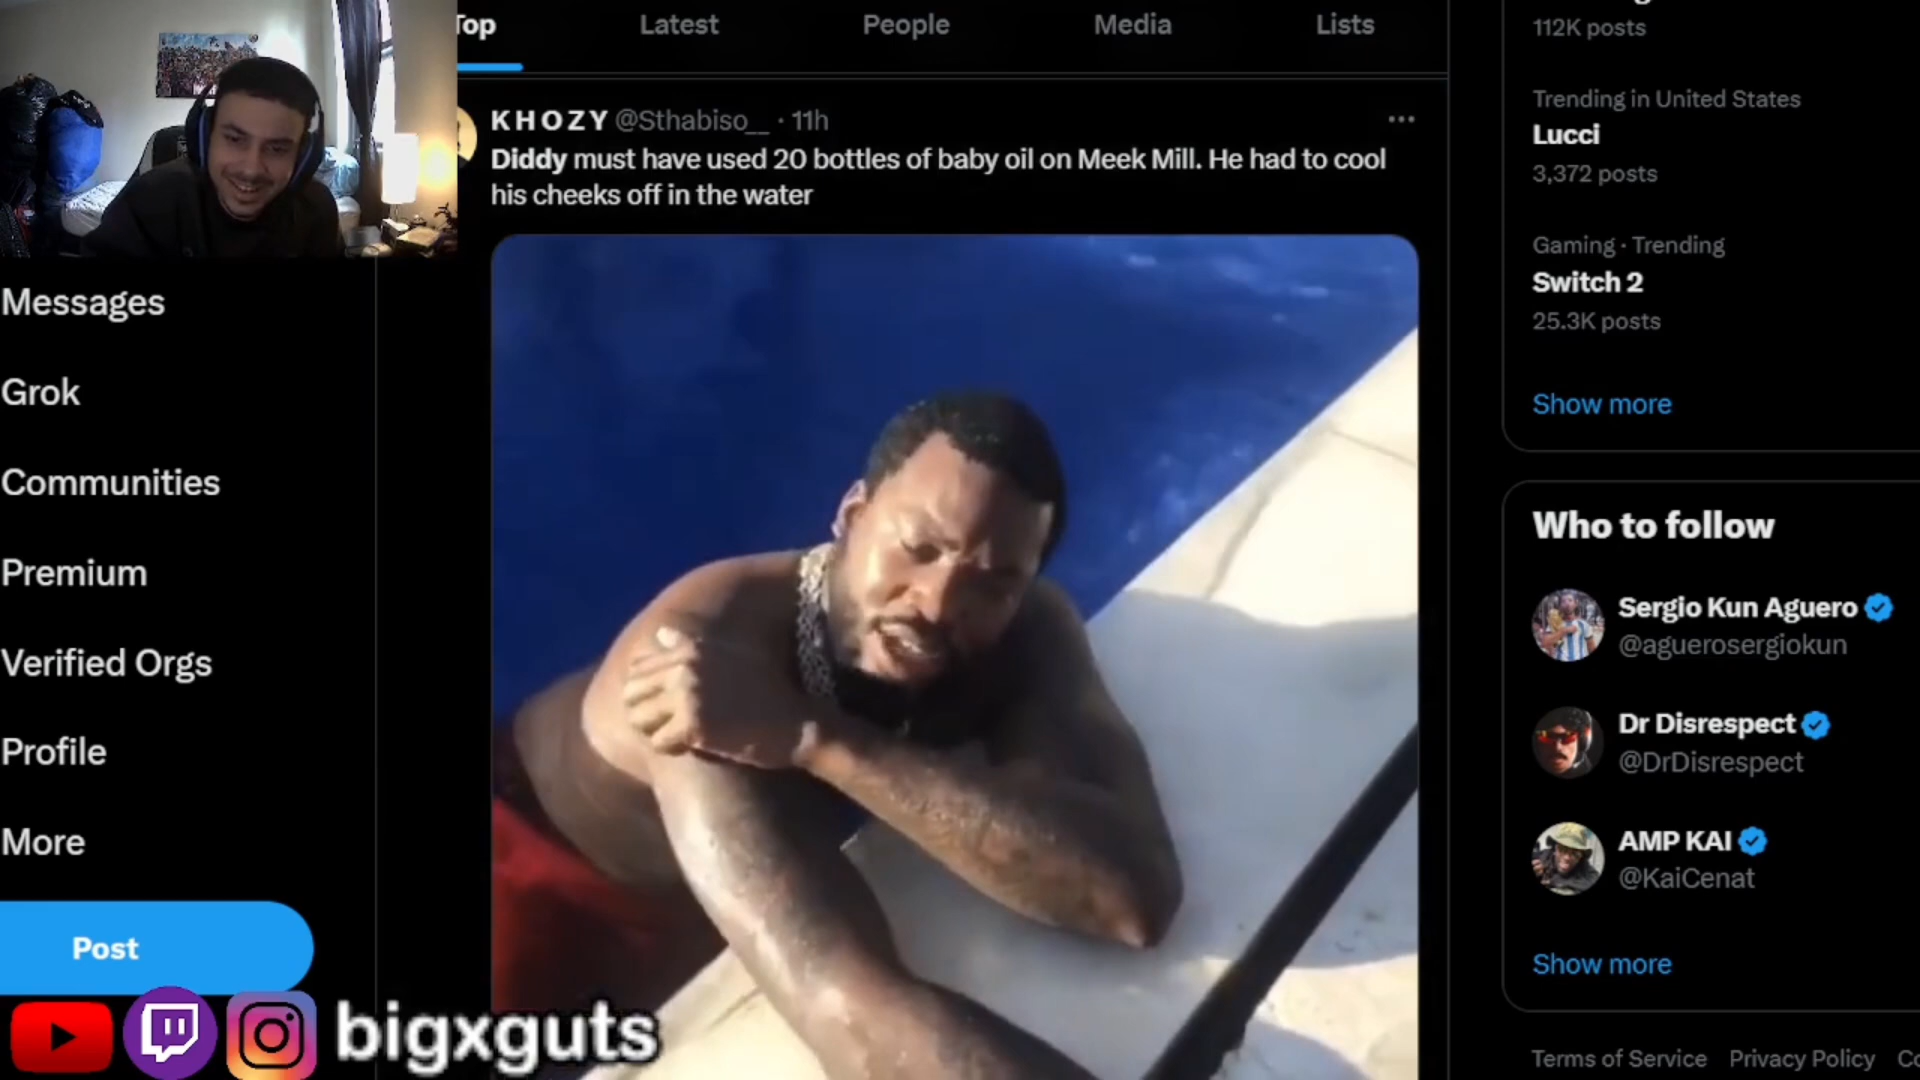 Top
Latest
People
Media
Lists
KHOZY @Sthabiso__ · 11h
Diddy must have used 20 bottles of baby oil on Meek Mill. He had to cool
his cheeks off in the water
Messages
Grok
Communities
Premium
Verified Orgs
Profile
More
Post
bigxguts
112K posts
Trending in United States
Lucci
3,372 posts
Gaming · Trending
Switch 2
25.3K posts
Show more
Who to follow
Sergio Kun Aguero
@aguerosergiokun
Dr Disrespect
@DrDisrespect
AMP KAI
@KaiCenat
Show more
Terms of Service Privacy Policy